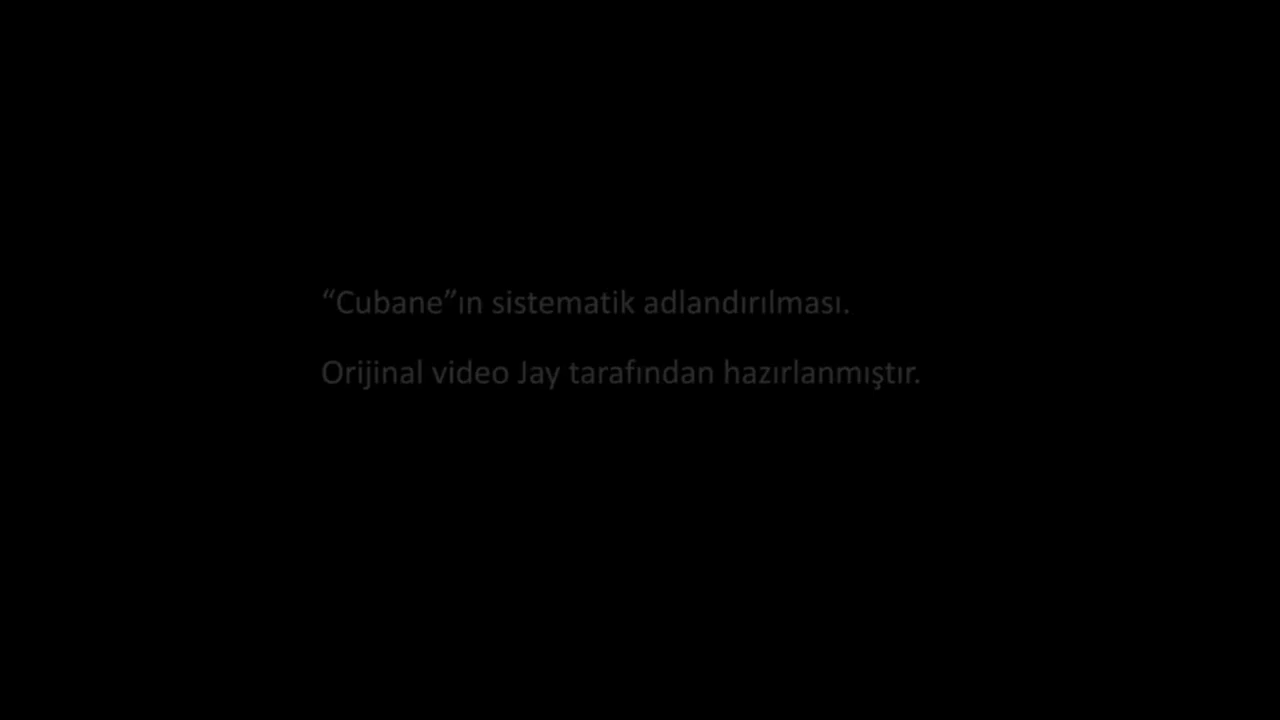 “Cubane”ın sistematik adlandırılması.
Orijinal video Jay tarafından hazırlanmıştır.